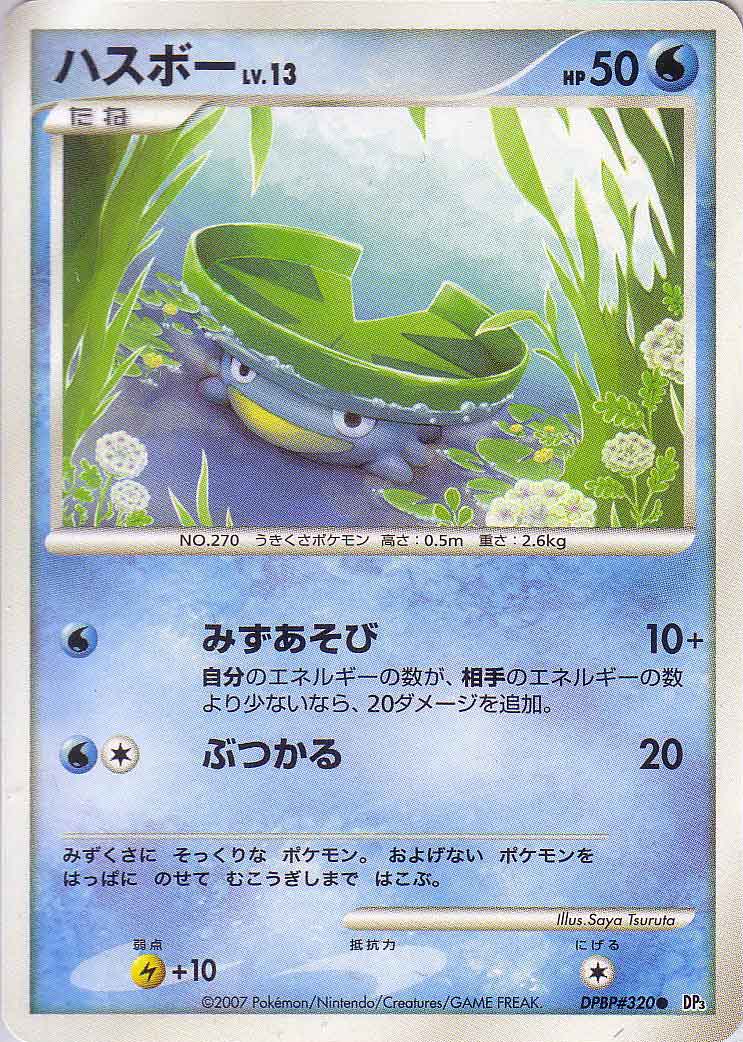 ハスボー LV.13 HP 50
たね
NO.270 うきくさポケモン 高さ：0.5m 重さ：2.6kg
みずあそび 10+
自分のエネルギーの数が、相手のエネルギーの数
より少ないなら、20ダメージを追加。
ぶつかる 20
みずくさに そっくりな ポケモン。 およげない ポケモンを
はっぱに のせて むこうぎしまで はこぶ。
Illus.Saya Tsuruta
弱点 抵抗力 にげる
+10
©2007 Pokémon/Nintendo/Creatures/GAME FREAK. DPBP#320 DP3